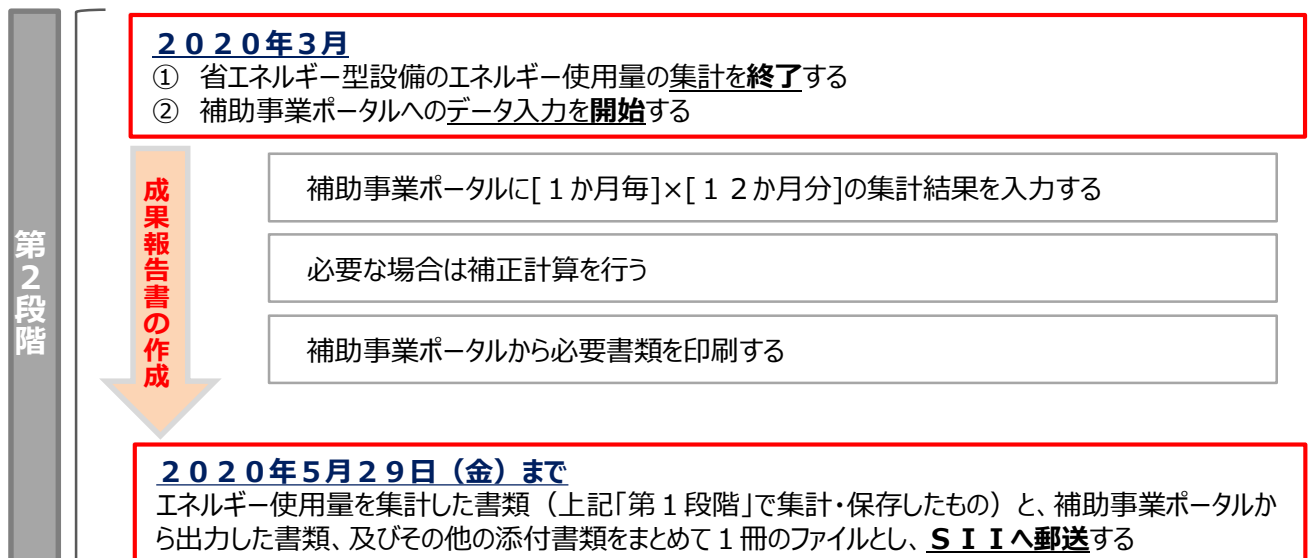 第2段階
２０２０年３月
① 省エネルギー型設備のエネルギー使用量の集計を終了する
② 補助事業ポータルへのデータ入力を開始する
成果報告書の作成
補助事業ポータルに[１か月毎]×[１２か月分]の集計結果を入力する
必要な場合は補正計算を行う
補助事業ポータルから必要書類を印刷する
２０２０年５月２９日（金）まで
エネルギー使用量を集計した書類（上記「第１段階」で集計・保存したもの）と、補助事業ポータルか
ら出力した書類、及びその他の添付書類をまとめて１冊のファイルとし、ＳＩＩへ郵送する